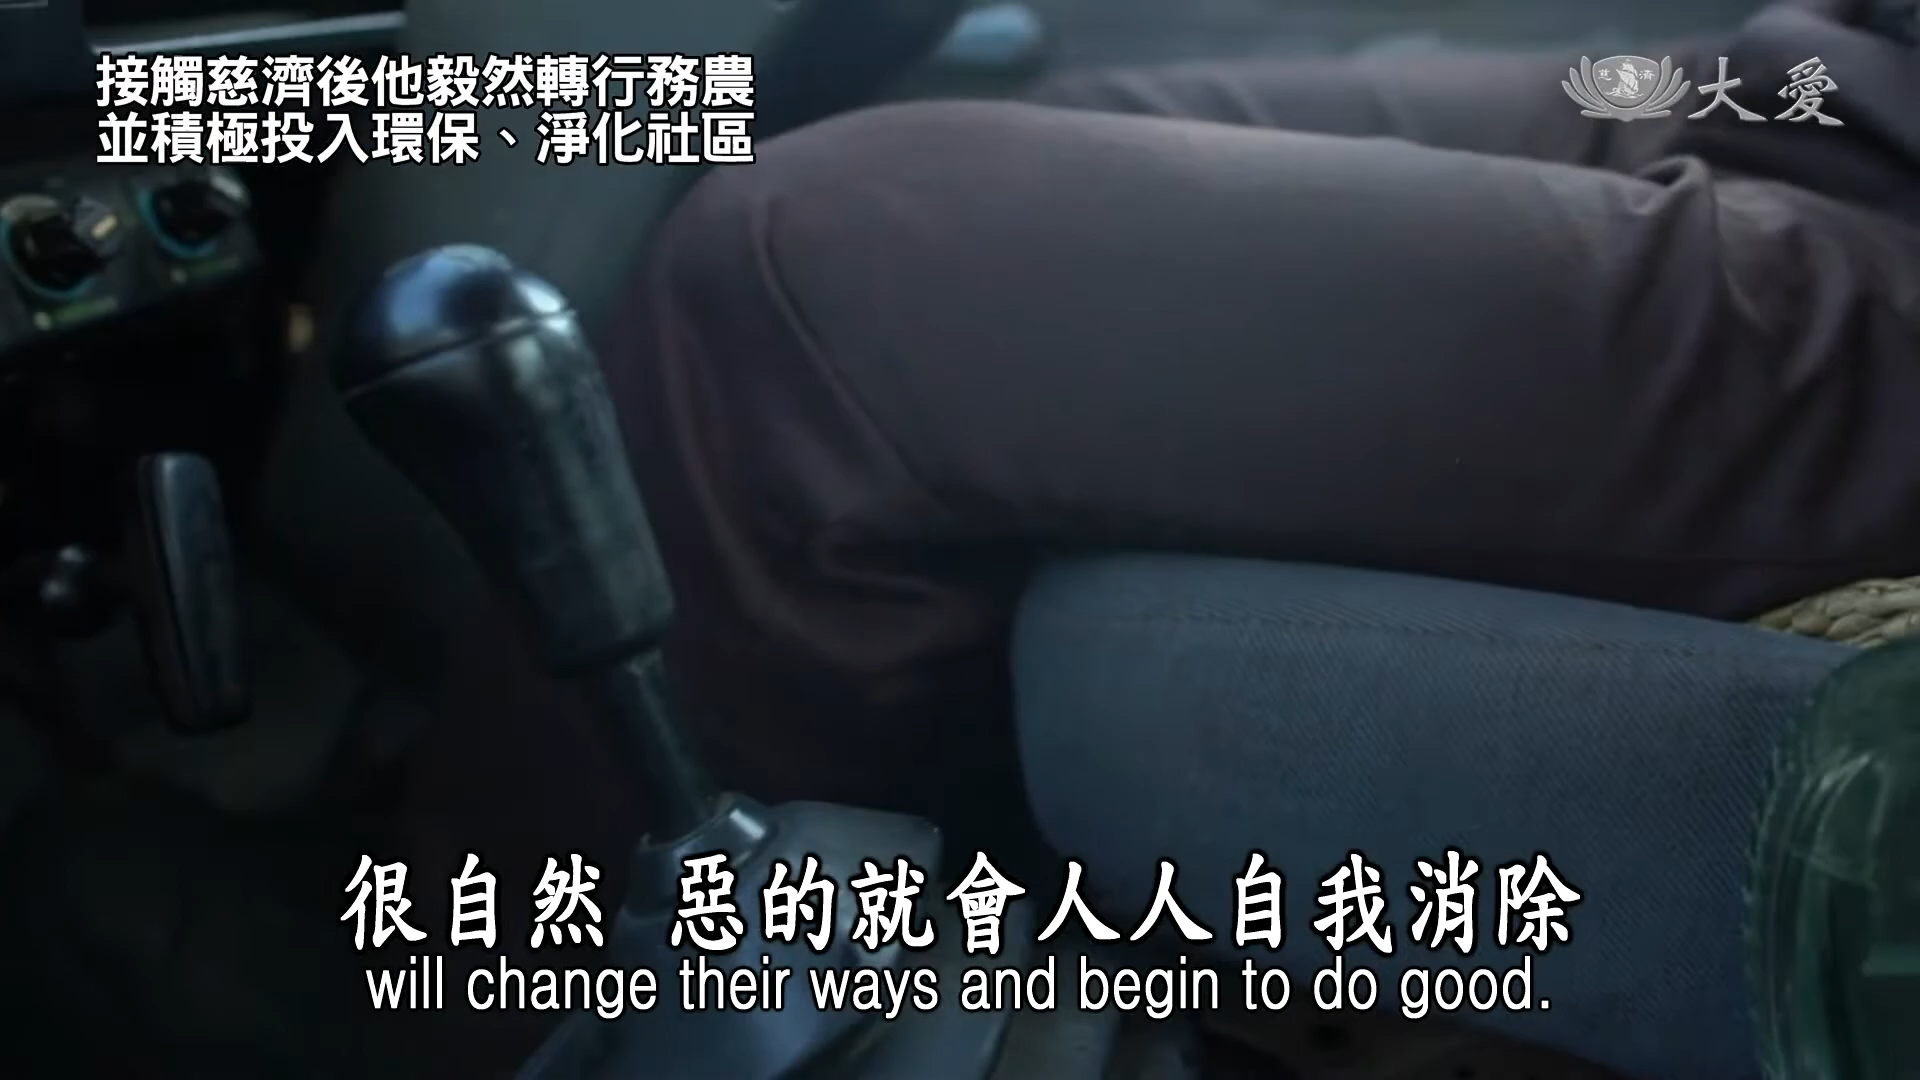 接觸慈濟後他毅然轉行務農
並積極投入環保、淨化社區
慈濟
大愛
很自然 惡的就會人人自我消除
will change their ways and begin to do good.